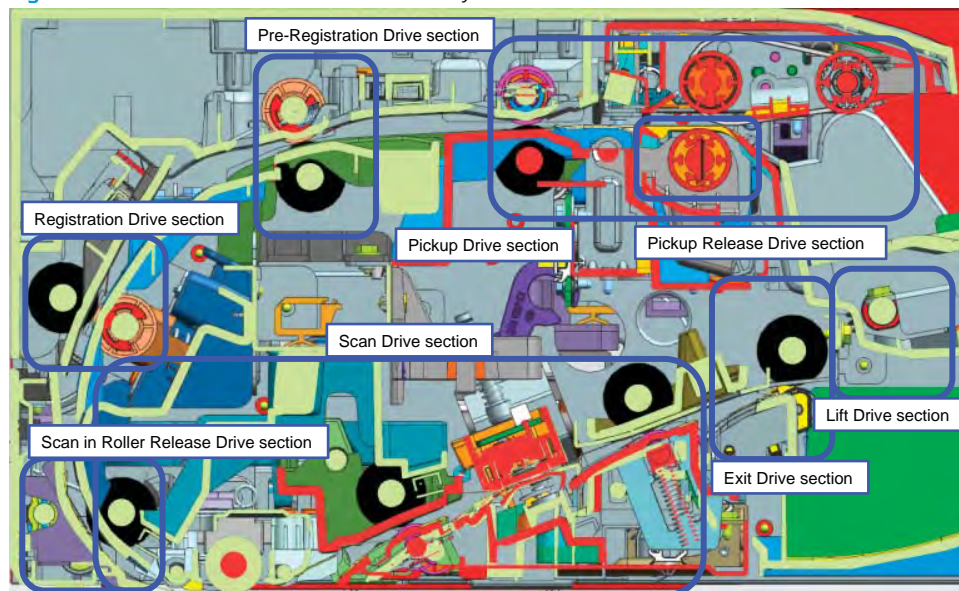 Pre-Registration Drive section
Registration Drive section
Pickup Drive section
Pickup Release Drive section
Scan Drive section
Lift Drive section
Scan in Roller Release Drive section
Exit Drive section